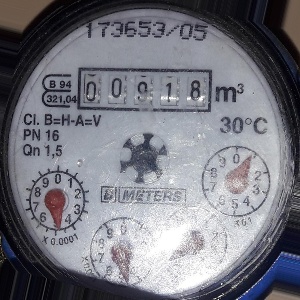 173653/05
B 94
321,04
00918 m³
Cl. B=H-A=V
PN 16
Qn 1,5
30°C
B METERS
X 0.0001